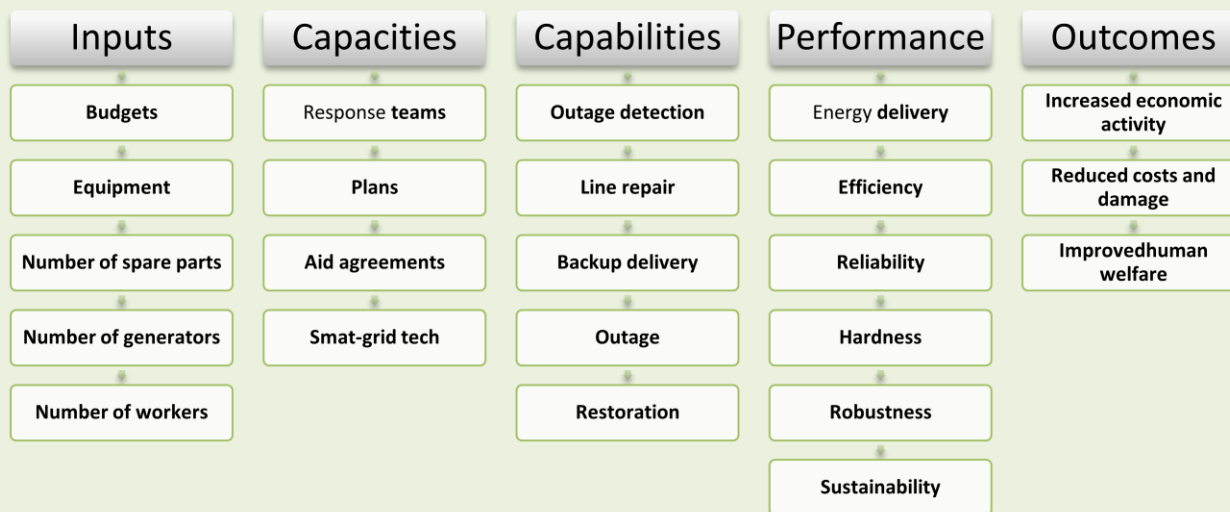 Inputs
Budgets
Equipment
Number of spare parts
Number of generators
Number of workers
Capacities
Response teams
Plans
Aid agreements
Smat-grid tech
Capabilities
Outage detection
Line repair
Backup delivery
Outage
Restoration
Performance
Energy delivery
Efficiency
Reliability
Hardness
Robustness
Sustainability
Outcomes
Increased economic
activity
Reduced costs and
damage
Improvedhuman
welfare